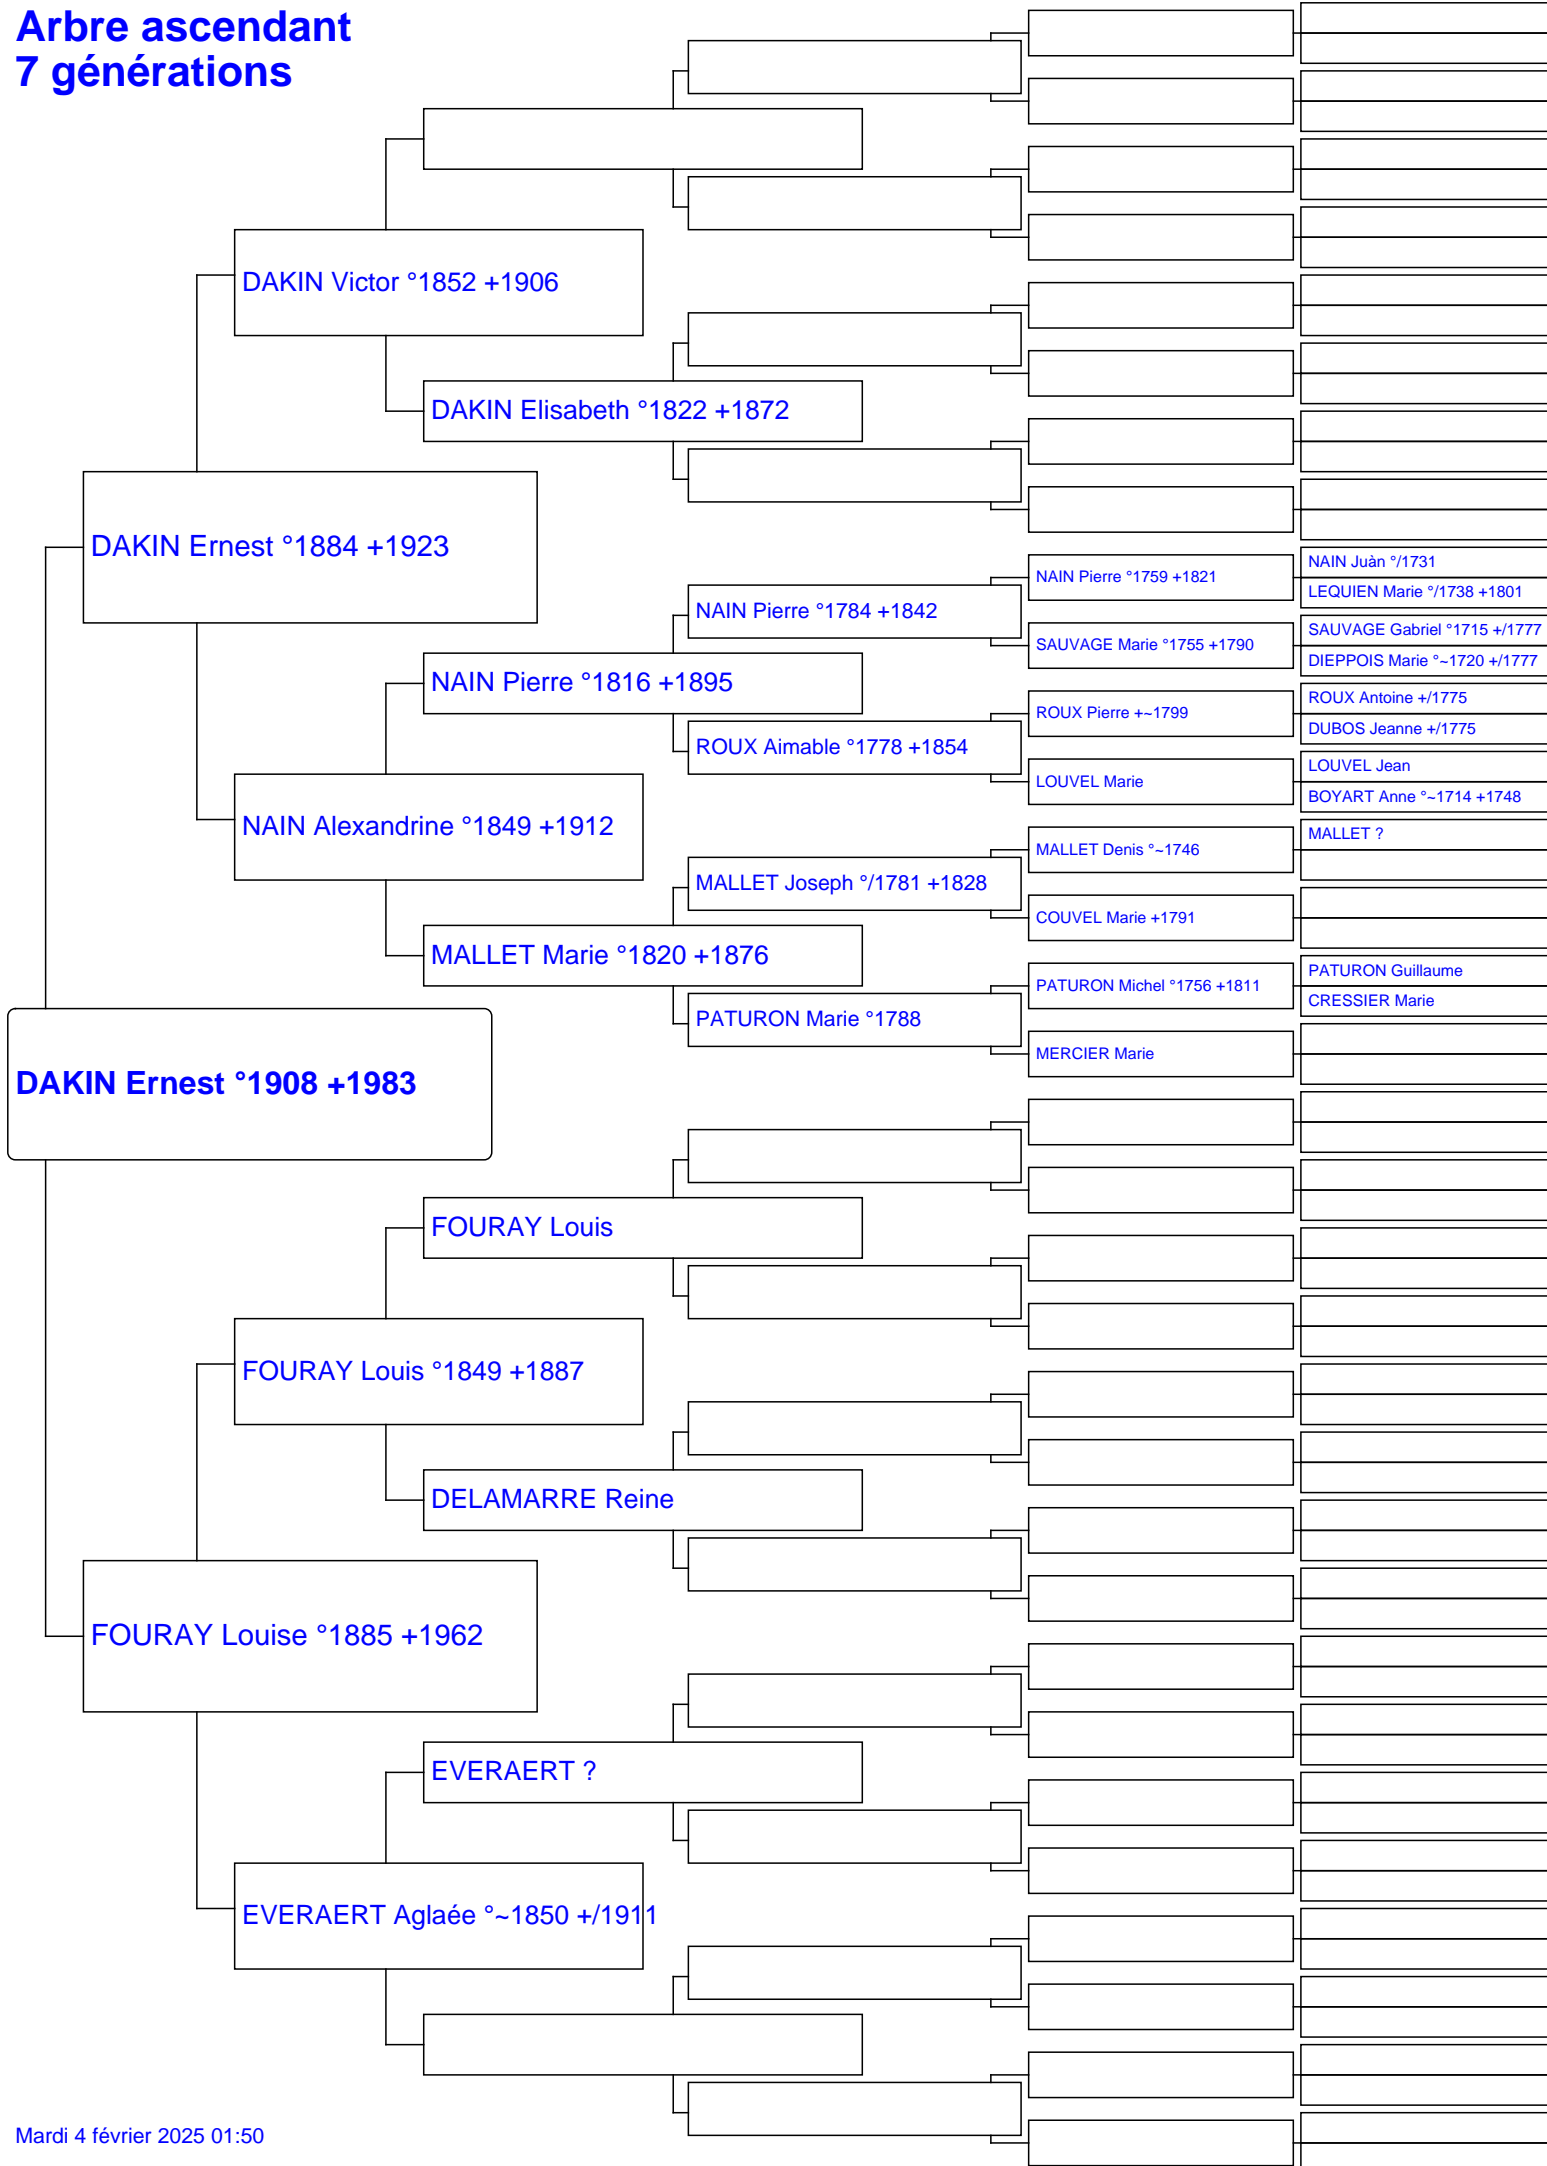 Arbre ascendant
7 générations
DAKIN Victor °1852 +1906
DAKIN Elisabeth °1822 +1872
DAKIN Ernest °1884 +1923
NAIN Pierre °1759 +1821
NAIN Juàn °/1731
LEQUIEN Marie °/1738 +1801
NAIN Pierre °1784 +1842
SAUVAGE Marie °1755 +1790
SAUVAGE Gabriel °1715 +/1777
DIEPPOIS Marie °~1720 +/1777
NAIN Pierre °1816 +1895
ROUX Pierre +~1799
ROUX Antoine +/1775
DUBOS Jeanne +/1775
ROUX Aimable °1778 +1854
LOUVEL Marie
LOUVEL Jean
BOYART Anne °~1714 +1748
NAIN Alexandrine °1849 +1912
MALLET Denis °~1746
MALLET ?
MALLET Joseph °/1781 +1828
COUVEL Marie +1791
MALLET Marie °1820 +1876
PATURON Michel °1756 +1811
PATURON Guillaume
CRESSIER Marie
PATURON Marie °1788
MERCIER Marie
DAKIN Ernest °1908 +1983
FOURAY Louis
FOURAY Louis °1849 +1887
DELAMARRE Reine
FOURAY Louise °1885 +1962
EVERAERT ?
EVERAERT Aglaée °~1850 +/1911
Mardi 4 février 2025 01:50